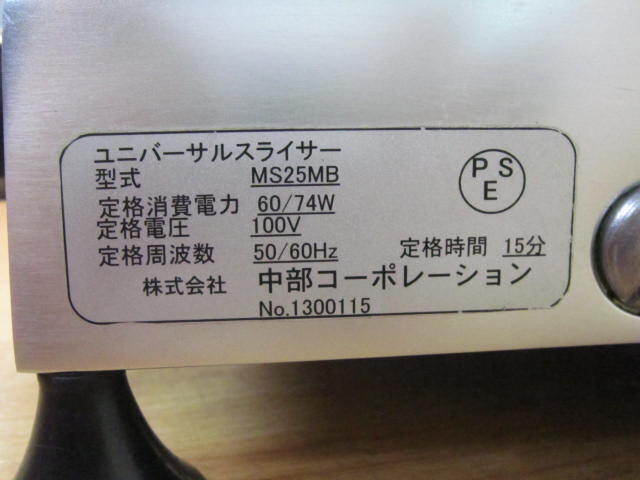 ユニバーサルスライサー
型式 MS25MB
PSE
定格消費電力 60/74W
定格電圧 100V
定格周波数 50/60Hz 定格時間 15分
株式会社 中部コーポレーション
No.1300115